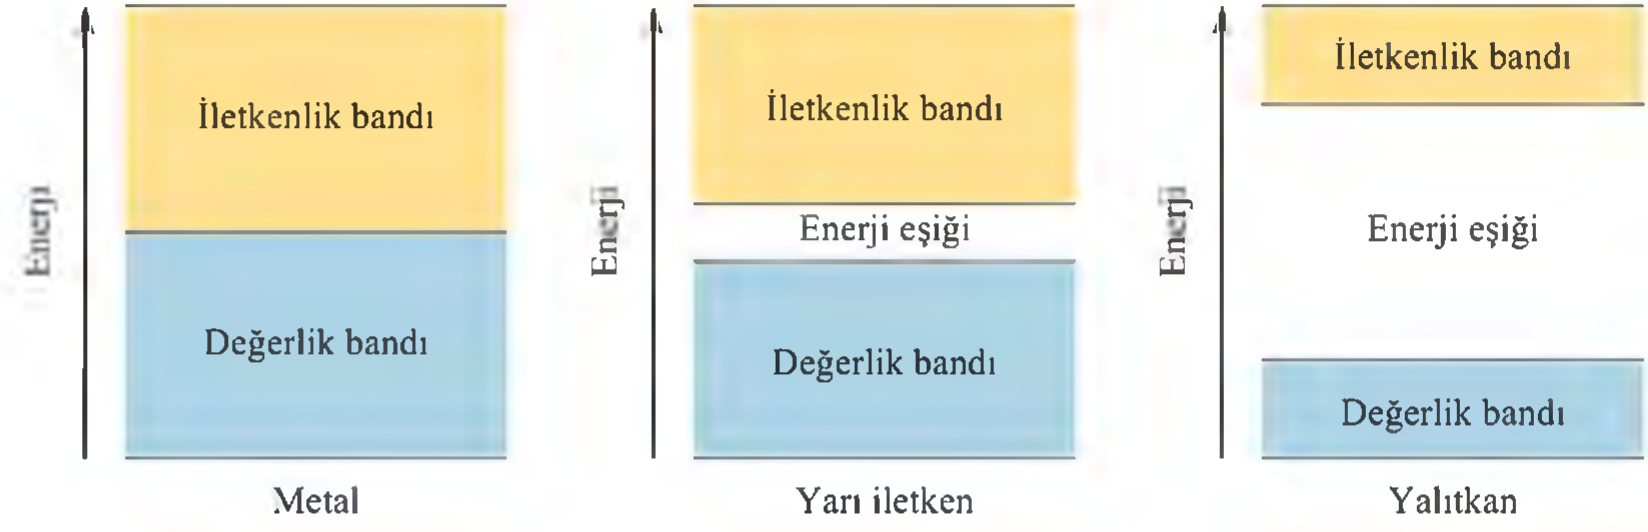 Enerji
İletkenlik bandı
Değerlik bandı
Metal
Enerji
İletkenlik bandı
Enerji eşiği
Değerlik bandı
Yarı iletken
Enerji
İletkenlik bandı
Enerji eşiği
Değerlik bandı
Yalıtkan